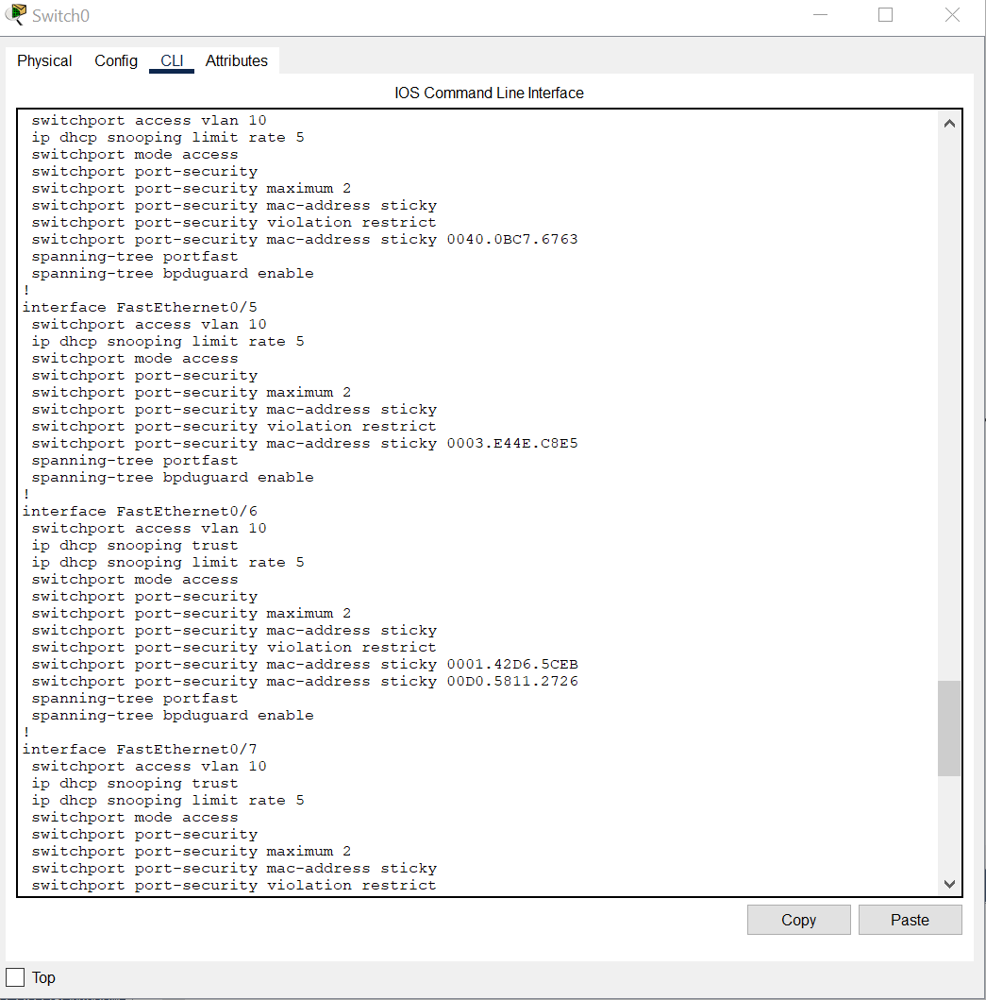 Switch0
Physical Config CLI Attributes
IOS Command Line Interface
switchport access vlan 10
ip dhcp snooping limit rate 5
switchport mode access
switchport port-security
switchport port-security maximum 2
switchport port-security mac-address sticky
switchport port-security violation restrict
switchport port-security mac-address sticky 0040.0BC7.6763
spanning-tree portfast
spanning-tree bpduguard enable
!
interface FastEthernet0/5
switchport access vlan 10
ip dhcp snooping limit rate 5
switchport mode access
switchport port-security
switchport port-security maximum 2
switchport port-security mac-address sticky
switchport port-security violation restrict
switchport port-security mac-address sticky 0003.E44E.C8E5
spanning-tree portfast
spanning-tree bpduguard enable
!
interface FastEthernet0/6
switchport access vlan 10
ip dhcp snooping trust
ip dhcp snooping limit rate 5
switchport mode access
switchport port-security
switchport port-security maximum 2
switchport port-security mac-address sticky
switchport port-security violation restrict
switchport port-security mac-address sticky 0001.42D6.5CEB
switchport port-security mac-address sticky 00D0.5811.2726
spanning-tree portfast
spanning-tree bpduguard enable
!
interface FastEthernet0/7
switchport access vlan 10
ip dhcp snooping trust
ip dhcp snooping limit rate 5
switchport mode access
switchport port-security
switchport port-security maximum 2
switchport port-security mac-address sticky
switchport port-security violation restrict
Copy Paste
Top